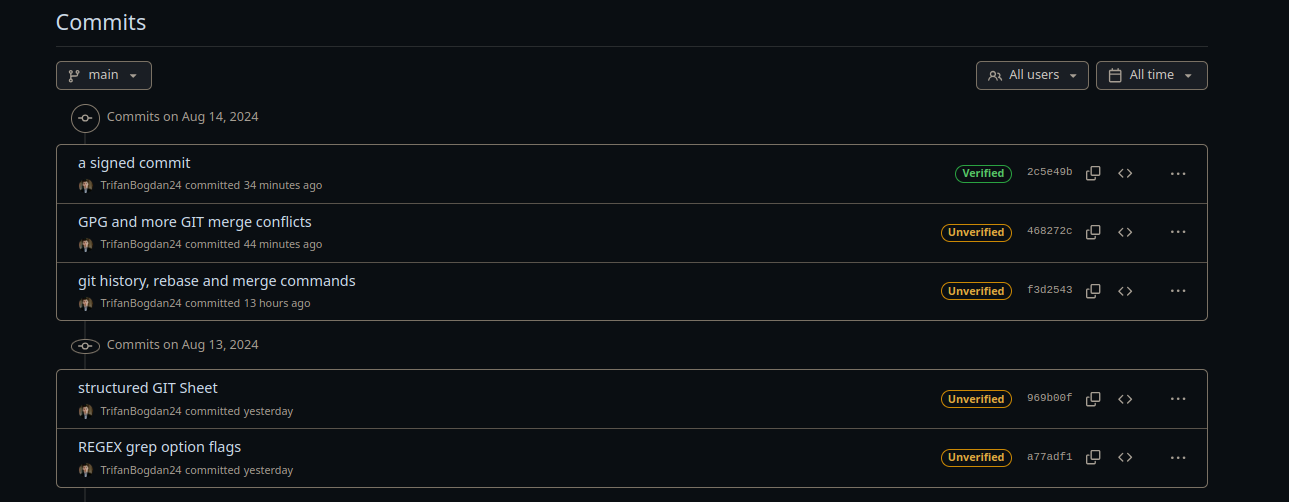 Commits
main
All users
All time
Commits on Aug 14, 2024
a signed commit
TrifanBogdan24 committed 34 minutes ago
Verified
2c5e49b
GPG and more GIT merge conflicts
TrifanBogdan24 committed 44 minutes ago
Unverified
468272c
git history, rebase and merge commands
TrifanBogdan24 committed 13 hours ago
Unverified
f3d2543
Commits on Aug 13, 2024
structured GIT Sheet
TrifanBogdan24 committed yesterday
Unverified
969b00f
REGEX grep option flags
TrifanBogdan24 committed yesterday
Unverified
a77adf1